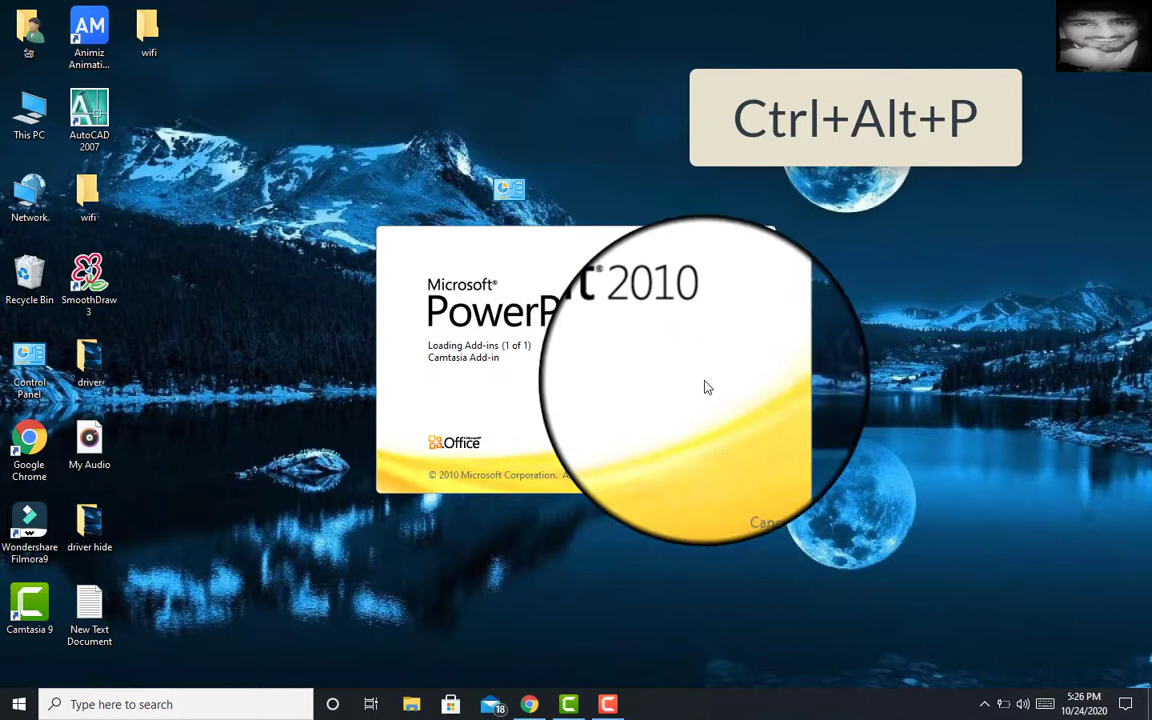 Ctrl+Alt+P
Animiz
Animati...
wifi
This PC
AutoCAD
2007
Network
wifi
Recycle Bin
SmoothDraw
3
Control
Panel
driver
Google
Chrome
My Audio
Wondershare
Filmora9
driver hide
Camtasia 9
New Text
Document
AM
Microsoft®
PowerP
® 2010
Loading Add-ins (1 of 1)
Camtasia Add-in
Office
© 2010 Microsoft Corporation.
Type here to search
18
5:26 PM
10/24/2020